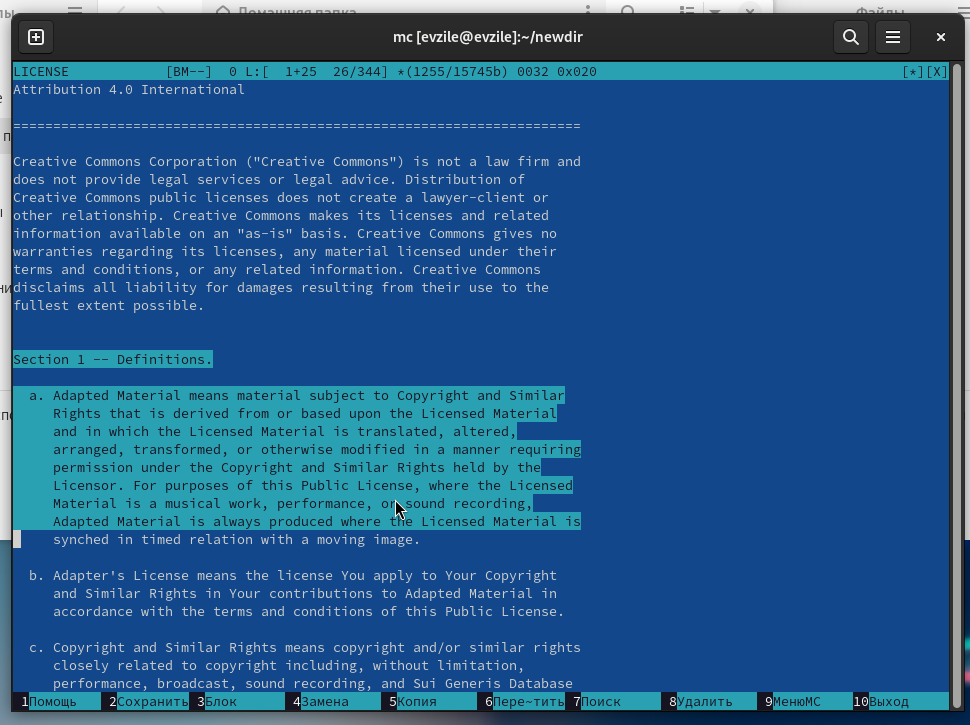 Домашняя папка
Файлы
mc [evzile@evzile]:~/newdir
LICENSE [BM--] 0 L:[ 1+25 26/344] *(1255/15745b) 0032 0x020 [*][X]
Attribution 4.0 International
=======================================================================
Creative Commons Corporation ("Creative Commons") is not a law firm and
does not provide legal services or legal advice. Distribution of
Creative Commons public licenses does not create a lawyer-client or
other relationship. Creative Commons makes its licenses and related
information available on an "as-is" basis. Creative Commons gives no
warranties regarding its licenses, any material licensed under their
terms and conditions, or any related information. Creative Commons
disclaims all liability for damages resulting from their use to the
fullest extent possible.
Section 1 -- Definitions.
a. Adapted Material means material subject to Copyright and Similar
Rights that is derived from or based upon the Licensed Material
and in which the Licensed Material is translated, altered,
arranged, transformed, or otherwise modified in a manner requiring
permission under the Copyright and Similar Rights held by the
Licensor. For purposes of this Public License, where the Licensed
Material is a musical work, performance, or sound recording,
Adapted Material is always produced where the Licensed Material is
synched in timed relation with a moving image.
b. Adapter's License means the license You apply to Your Copyright
and Similar Rights in Your contributions to Adapted Material in
accordance with the terms and conditions of this Public License.
c. Copyright and Similar Rights means copyright and/or similar rights
closely related to copyright including, without limitation,
performance, broadcast, sound recording, and Sui Generis Database
1Помощь 2Сохранить 3Блок 4Замена 5Копия 6Пере~тить 7Поиск 8Удалить 9МенюМС 10Выход